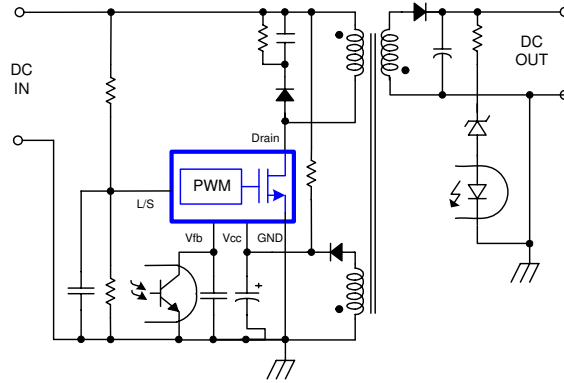 DC
IN
DC
OUT
Drain
PWM
L/S
Vfb
Vcc
GND
+